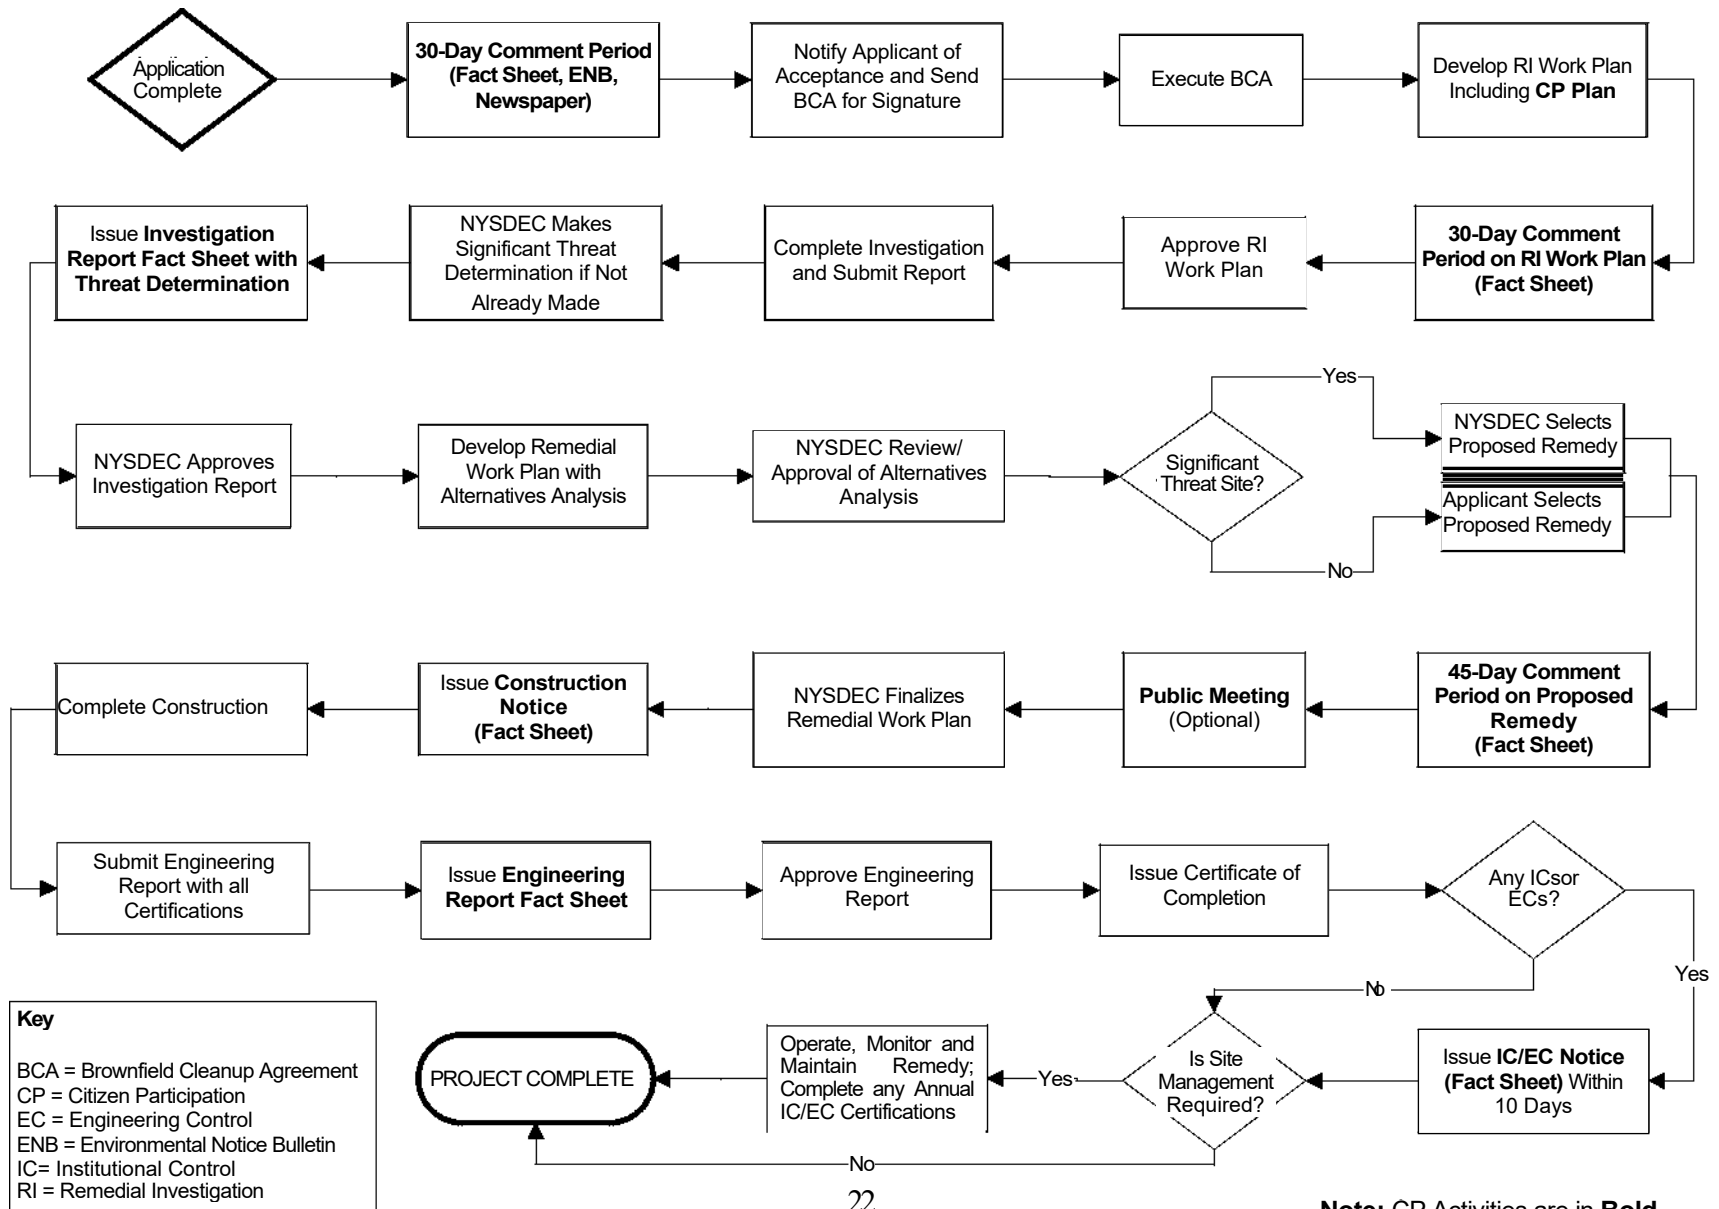 Application
Complete
30-Day Comment Period
(Fact Sheet, ENB,
Newspaper)
Notify Applicant of
Acceptance and Send
BCA for Signature
Execute BCA
Develop RI Work Plan
Including CP Plan
Issue Investigation
Report Fact Sheet with
Threat Determination
NYSDEC Makes
Significant Threat
Determination if Not
Already Made
Complete Investigation
and Submit Report
Approve RI
Work Plan
30-Day Comment
Period on RI Work Plan
(Fact Sheet)
NYSDEC Approves
Investigation Report
Develop Remedial
Work Plan with
Alternatives Analysis
NYSDEC Review/
Approval of Alternatives
Analysis
Significant
Threat Site?
Yes
No
NYSDEC Selects
Proposed Remedy
Applicant Selects
Proposed Remedy
Complete Construction
Issue Construction
Notice
(Fact Sheet)
NYSDEC Finalizes
Remedial Work Plan
Public Meeting
(Optional)
45-Day Comment
Period on Proposed
Remedy
(Fact Sheet)
Submit Engineering
Report with all
Certifications
Issue Engineering
Report Fact Sheet
Approve Engineering
Report
Issue Certificate of
Completion
Any ICsor
ECs?
Yes
No
Key
BCA = Brownfield Cleanup Agreement
CP = Citizen Participation
EC = Engineering Control
ENB = Environmental Notice Bulletin
IC= Institutional Control
RI = Remedial Investigation
PROJECT COMPLETE
Operate, Monitor and
Maintain Remedy;
Complete any Annual
IC/EC Certifications
Yes
Is Site
Management
Required?
Issue IC/EC Notice
(Fact Sheet) Within
10 Days
No
22
Note: CP Activities are in Bold